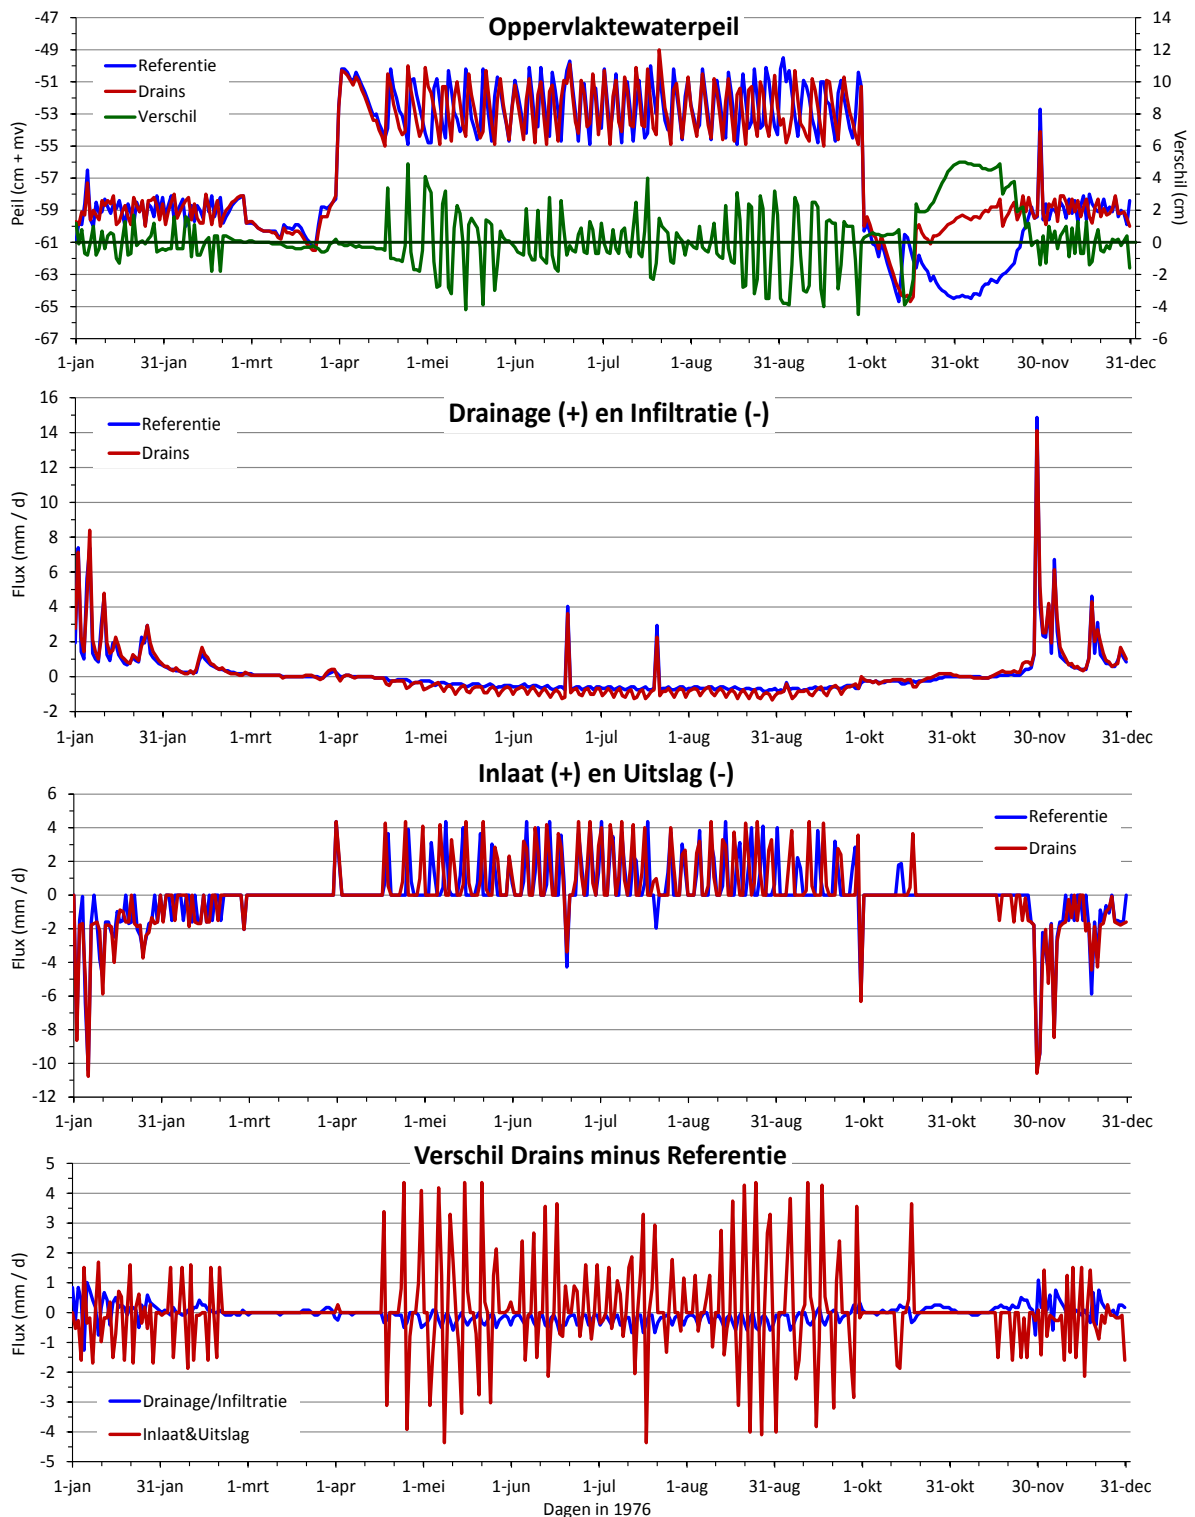 Oppervlaktewaterpeil
-47
-49
-51
-53
-55
-57
-59
-61
-63
-65
-67
Peil (cm + mv)
14
12
10
8
6
4
2
0
-2
-4
-6
Verschil (cm)
Referentie
Drains
Verschil
1-jan 31-jan 1-mrt 1-apr 1-mei 1-jun 1-jul 1-aug 31-aug 1-okt 31-okt 30-nov 31-dec
Drainage (+) en Infiltratie (-)
16
14
12
10
8
6
4
2
0
-2
Flux (mm / d)
Referentie
Drains
1-jan 31-jan 1-mrt 1-apr 1-mei 1-jun 1-jul 1-aug 31-aug 1-okt 31-okt 30-nov 31-dec
Inlaat (+) en Uitslag (-)
6
4
2
0
-2
-4
-6
-8
-10
-12
Flux (mm / d)
Referentie
Drains
1-jan 31-jan 1-mrt 1-apr 1-mei 1-jun 1-jul 1-aug 31-aug 1-okt 31-okt 30-nov 31-dec
Verschil Drains minus Referentie
5
4
3
2
1
0
-1
-2
-3
-4
-5
Flux (mm / d)
Drainage/Infiltratie
Inlaat&Uitslag
1-jan 31-jan 1-mrt 1-apr 1-mei 1-jun 1-jul 1-aug 31-aug 1-okt 31-okt 30-nov 31-dec
Dagen in 1976